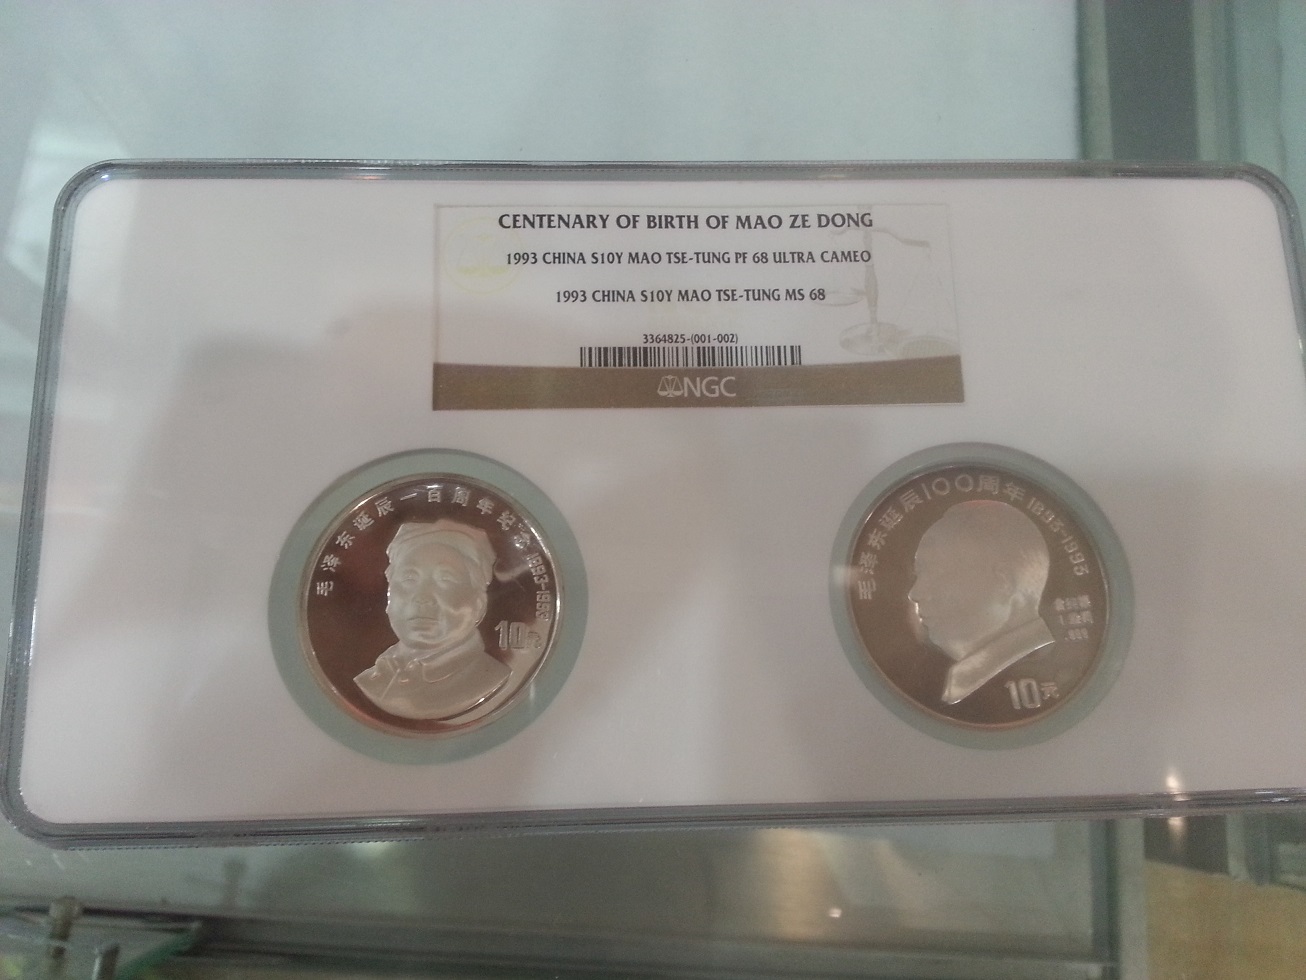 CENTENARY OF BIRTH OF MAO ZE DONG
1993 CHINA S10Y MAO TSE-TUNG PF 68 ULTRA CAMEO
1993 CHINA S10Y MAO TSE-TUNG MS 68
3364825-(001-002)
NGC
毛泽东诞辰一百周年纪念 1893-1993
10元
毛泽东诞辰100周年 1893-1993
.999
10元